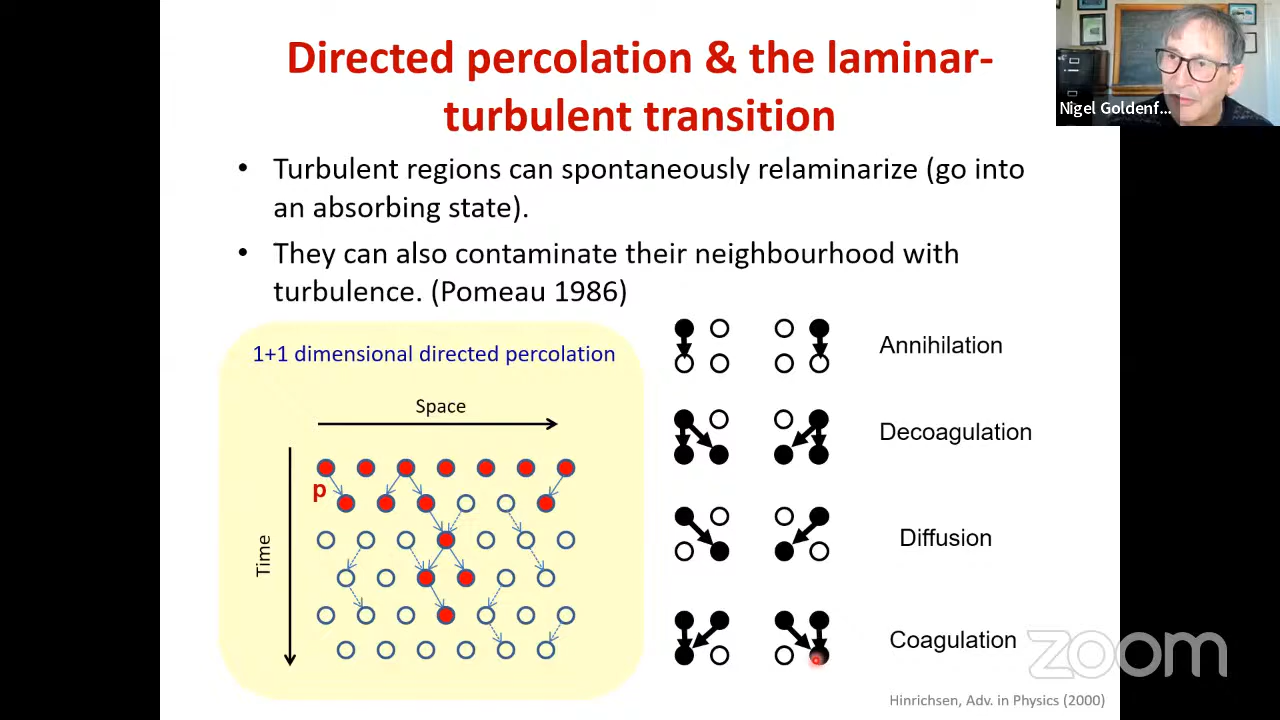 Directed percolation & the laminar-
turbulent transition
Nigel Goldenf...
• Turbulent regions can spontaneously relaminarize (go into
an absorbing state).
• They can also contaminate their neighbourhood with
turbulence. (Pomeau 1986)
1+1 dimensional directed percolation
Space
p
Time
Annihilation
Decoagulation
Diffusion
Coagulation
zoom
Hinrichsen, Adv. in Physics (2000)